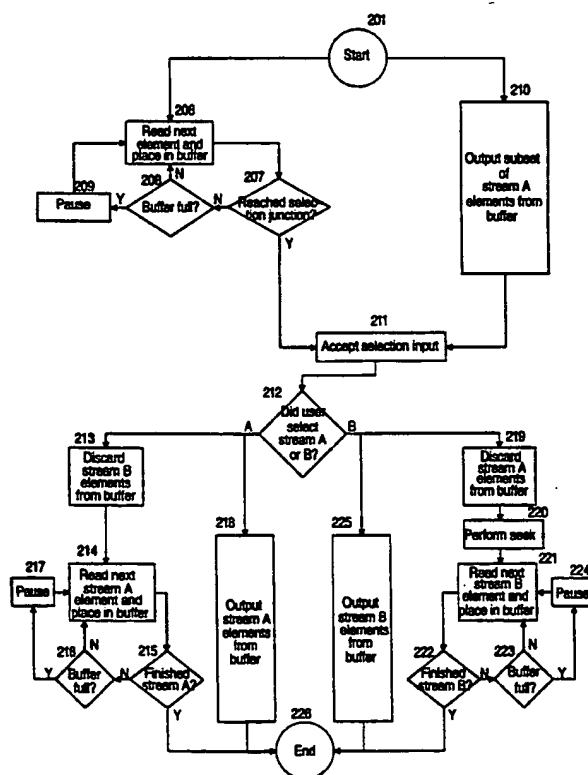 201
Start
206
Read next
element and
place in buffer
210
Output subset
of
stream A
elements from
buffer
209
Pause
Y
208
Buffer full?
N
N
207
Reached selec-
tion junction?
Y
211
Accept selection input
212
Did user
select stream A
or B?
A
B
213
Discard
stream B
elements
from buffer
219
Discard
stream A
elements
from buffer
220
Perform seek
217
Pause
214
Read next
stream A
element and
place in buffer
218
Output
stream A
elements
from
buffer
225
Output
stream B
elements
from
buffer
221
Read next
stream B
element and
place in buffer
224
Pause
216
Buffer
full?
Y
N
N
215
Finished
stream A?
Y
222
Finished
stream B?
Y
N
223
Buffer
full?
N
Y
226
End